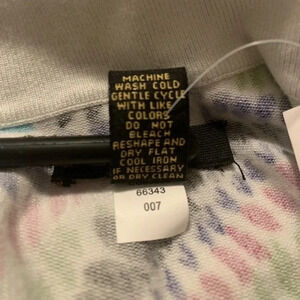 MACHINE
WASH COLD
GENTLE CYCLE
WITH LIKE
COLORS
DO NOT
BLEACH
RESHAPE AND
DRY FLAT
COOL IRON
IF NECESSARY
OR DRY CLEAN
66343
007